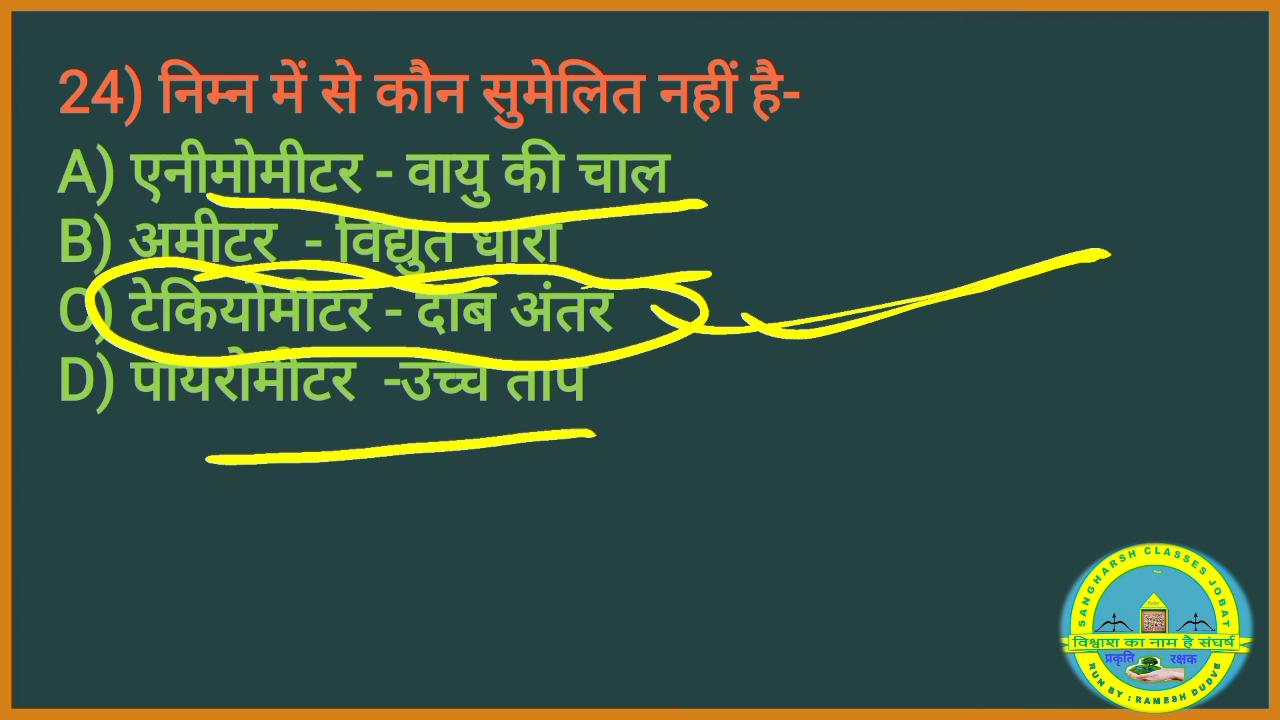 24) निम्न में से कौन सुमेलित नहीं है-
A) एनीमोमीटर - वायु की चाल
B) अमीटर - विद्युत धारा
C) टेकियोमीटर - दाब अंतर
D) पायरोमीटर -उच्च ताप
SANGHARSH CLASSES JOBAT
विश्वाश का नाम है संघर्ष
प्रकृति रक्षक
RUN BY : RAMESH DUDVE